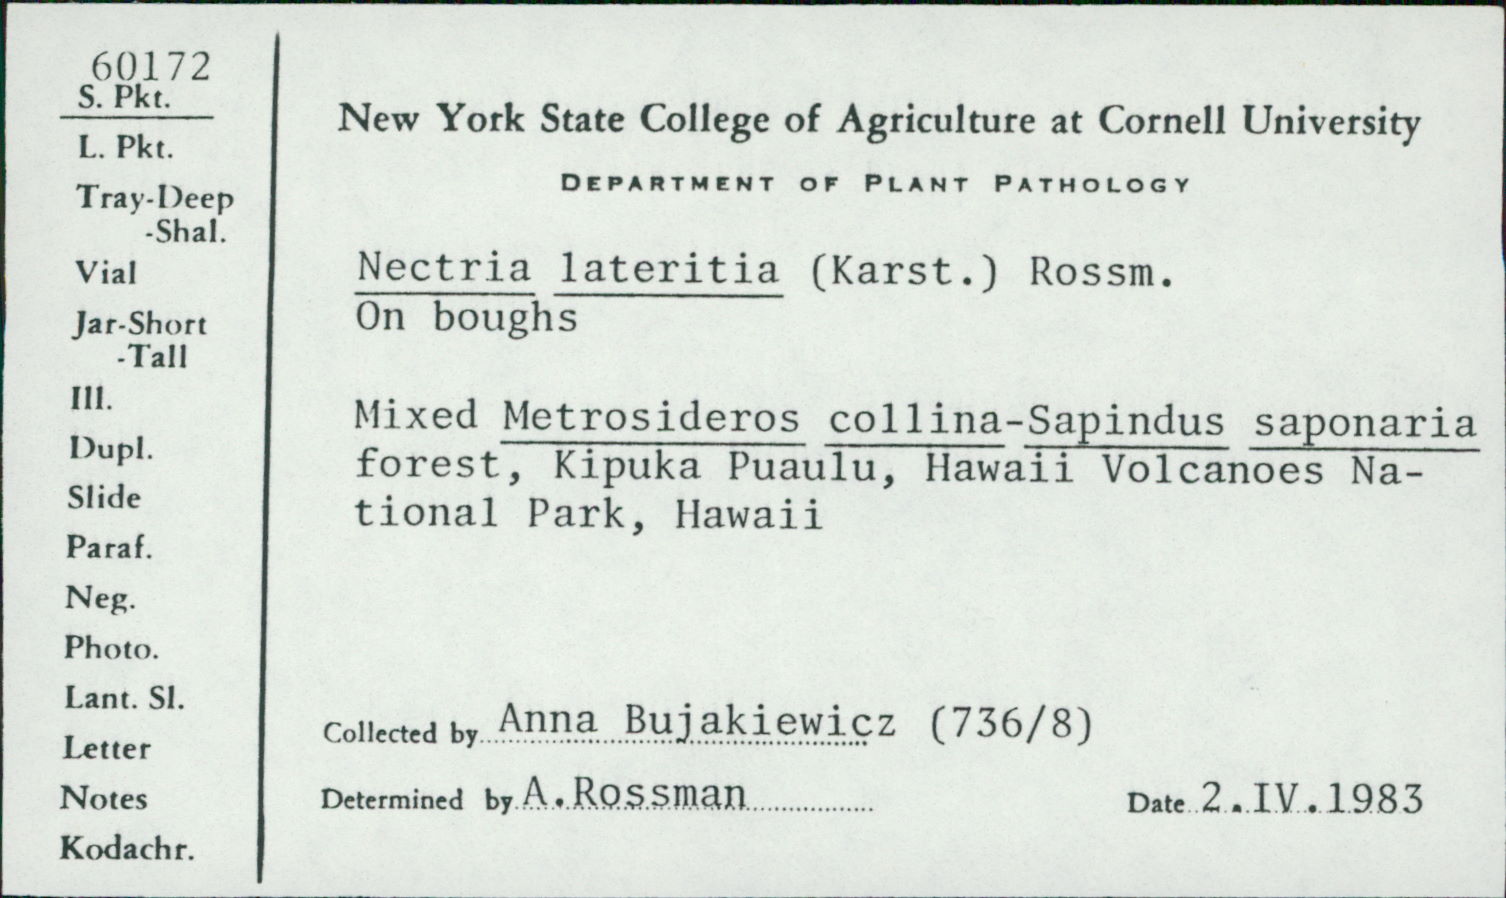 60172
S. Pkt.
L. Pkt.
Tray-Deep
-Shal.
Vial
Jar-Short
-Tall
Ill.
Dupl.
Slide
Paraf.
Neg.
Photo.
Lant. Sl.
Letter
Notes
Kodachr.
New York State College of Agriculture at Cornell University
DEPARTMENT OF PLANT PATHOLOGY
Nectria lateritia (Karst.) Rossm.
On boughs
Mixed Metrosideros collina-Sapindus saponaria
forest, Kipuka Puaulu, Hawaii Volcanoes Na-
tional Park, Hawaii
Collected by Anna Bujakiewicz (736/8)
Determined by A.Rossman Date 2.IV.1983